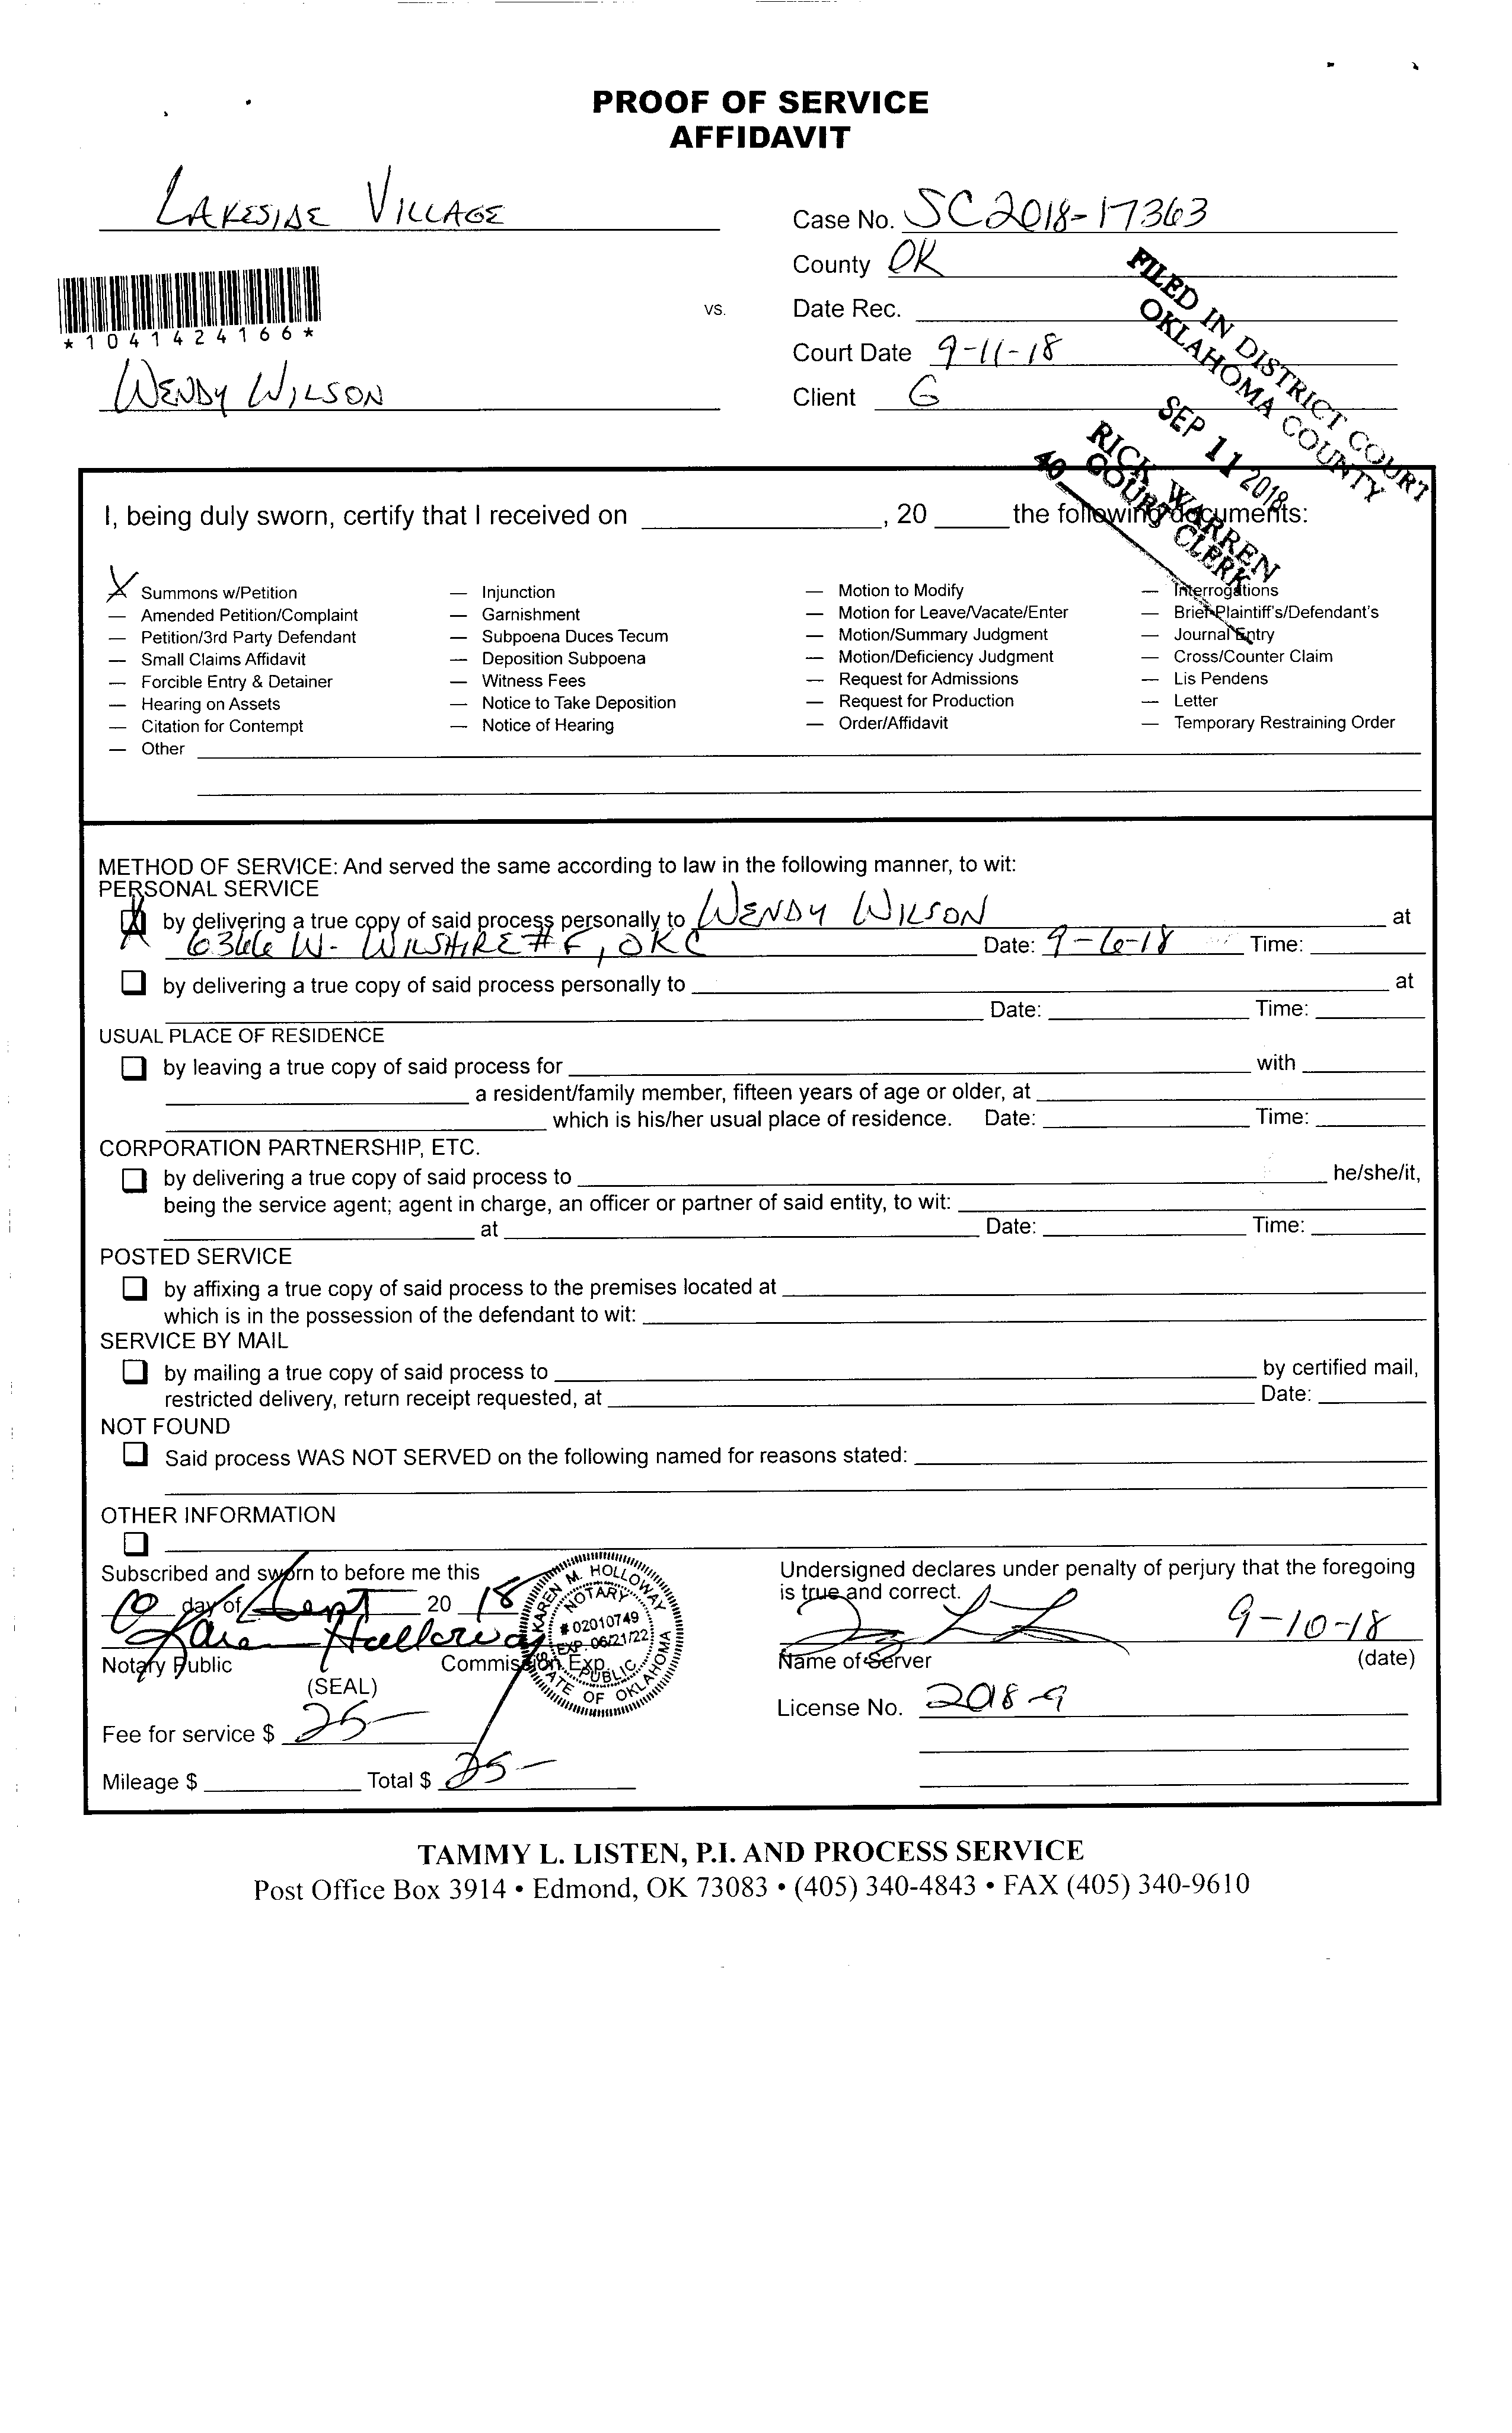 PROOF OF SERVICE
AFFIDAVIT
LAKESIDE VILLAGE
Case No. SC2018-17363
County OK
*1041424166*
vs.
Date Rec.
Court Date 9-11-18
WENDY WILSON
Client G
FILED IN DISTRICT COURT
OKLAHOMA COUNTY
SEP 11 2018
RICK WARREN
COURT CLERK
40
I, being duly sworn, certify that I received on , 20 the following documents:
X Summons w/Petition — Injunction — Motion to Modify — Interrogations
— Amended Petition/Complaint — Garnishment — Motion for Leave/Vacate/Enter — Brief-Plaintiff's/Defendant's
— Petition/3rd Party Defendant — Subpoena Duces Tecum — Motion/Summary Judgment — Journal Entry
— Small Claims Affidavit — Deposition Subpoena — Motion/Deficiency Judgment — Cross/Counter Claim
— Forcible Entry & Detainer — Witness Fees — Request for Admissions — Lis Pendens
— Hearing on Assets — Notice to Take Deposition — Request for Production — Letter
— Citation for Contempt — Notice of Hearing — Order/Affidavit — Temporary Restraining Order
— Other
METHOD OF SERVICE: And served the same according to law in the following manner, to wit:
PERSONAL SERVICE
by delivering a true copy of said process personally to WENDY WILSON at
6366 W. WILSHIRE #F, OKC Date: 9-6-18 Time:
by delivering a true copy of said process personally to at
Date: Time:
USUAL PLACE OF RESIDENCE
by leaving a true copy of said process for with
a resident/family member, fifteen years of age or older, at
which is his/her usual place of residence. Date: Time:
CORPORATION PARTNERSHIP, ETC.
by delivering a true copy of said process to he/she/it,
being the service agent; agent in charge, an officer or partner of said entity, to wit:
at Date: Time:
POSTED SERVICE
by affixing a true copy of said process to the premises located at
which is in the possession of the defendant to wit:
SERVICE BY MAIL
by mailing a true copy of said process to by certified mail,
restricted delivery, return receipt requested, at Date:
NOT FOUND
Said process WAS NOT SERVED on the following named for reasons stated:
OTHER INFORMATION
Subscribed and sworn to before me this
10 day of Sept 20 18
Karen Holloway
Notary Public Commission Exp.
(SEAL)
KAREN M. HOLLOWAY
NOTARY
# 02010749
EXP. 06/21/22
PUBLIC
STATE OF OKLAHOMA
Fee for service $ 25-
Mileage $ Total $ 25-
Undersigned declares under penalty of perjury that the foregoing
is true and correct.
9-10-18
Name of Server (date)
License No. 2018-9
TAMMY L. LISTEN, P.I. AND PROCESS SERVICE
Post Office Box 3914 • Edmond, OK 73083 • (405) 340-4843 • FAX (405) 340-9610